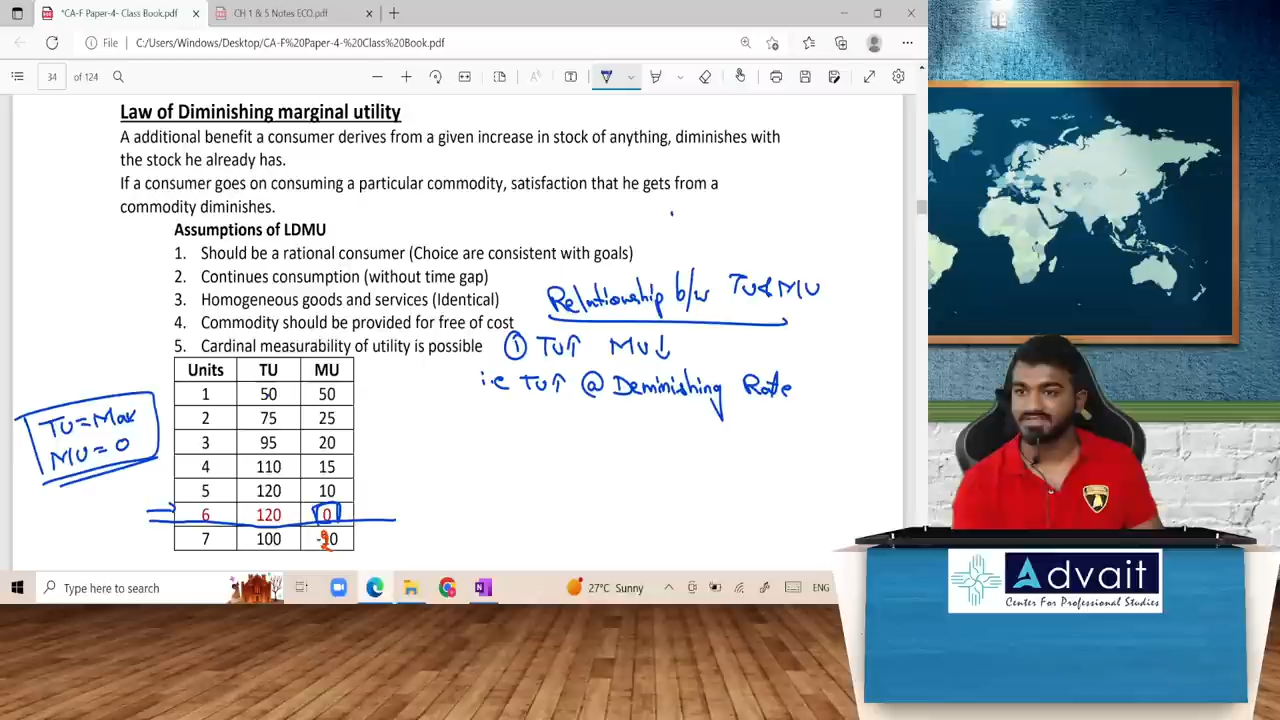 *CA-F Paper-4- Class Book.pdf
CH 1 & 5 Notes ECO.pdf
File
C:/Users/Windows/Desktop/CA-F%20Paper-4-%20Class%20Book.pdf
34 of 124
Law of Diminishing marginal utility
A additional benefit a consumer derives from a given increase in stock of anything, diminishes with
the stock he already has.
If a consumer goes on consuming a particular commodity, satisfaction that he gets from a
commodity diminishes.
Assumptions of LDMU
1. Should be a rational consumer (Choice are consistent with goals)
2. Continues consumption (without time gap)
3. Homogeneous goods and services (Identical)
4. Commodity should be provided for free of cost
5. Cardinal measurability of utility is possible
Relationship b/w TU & MU
① TU↑ MU↓
i.e TU↑ @ Deminishing Rate
Units TU MU
1 50 50
2 75 25
3 95 20
4 110 15
5 120 10
6 120 0
7 100 -20
TU=Max
MU=0
Type here to search
27°C Sunny
ENG
Advait
Center For Professional Studies